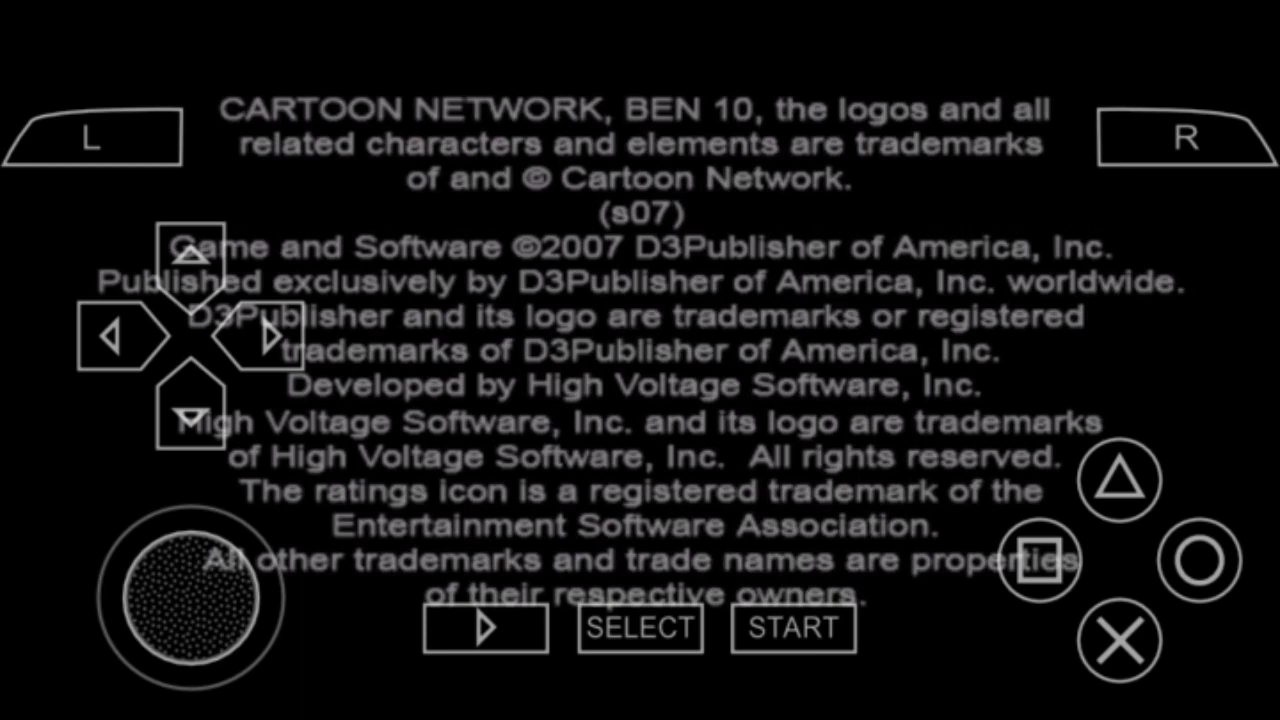 CARTOON NETWORK, BEN 10, the logos and all
L
R
related characters and elements are trademarks
of and © Cartoon Network.
(s07)
Game and Software ©2007 D3Publisher of America, Inc.
Published exclusively by D3Publisher of America, Inc. worldwide.
D3Publisher and its logo are trademarks or registered
trademarks of D3Publisher of America, Inc.
Developed by High Voltage Software, Inc.
High Voltage Software, Inc. and its logo are trademarks
of High Voltage Software, Inc. All rights reserved.
The ratings icon is a registered trademark of the
Entertainment Software Association.
All other trademarks and trade names are properties
of their respective owners.
SELECT
START